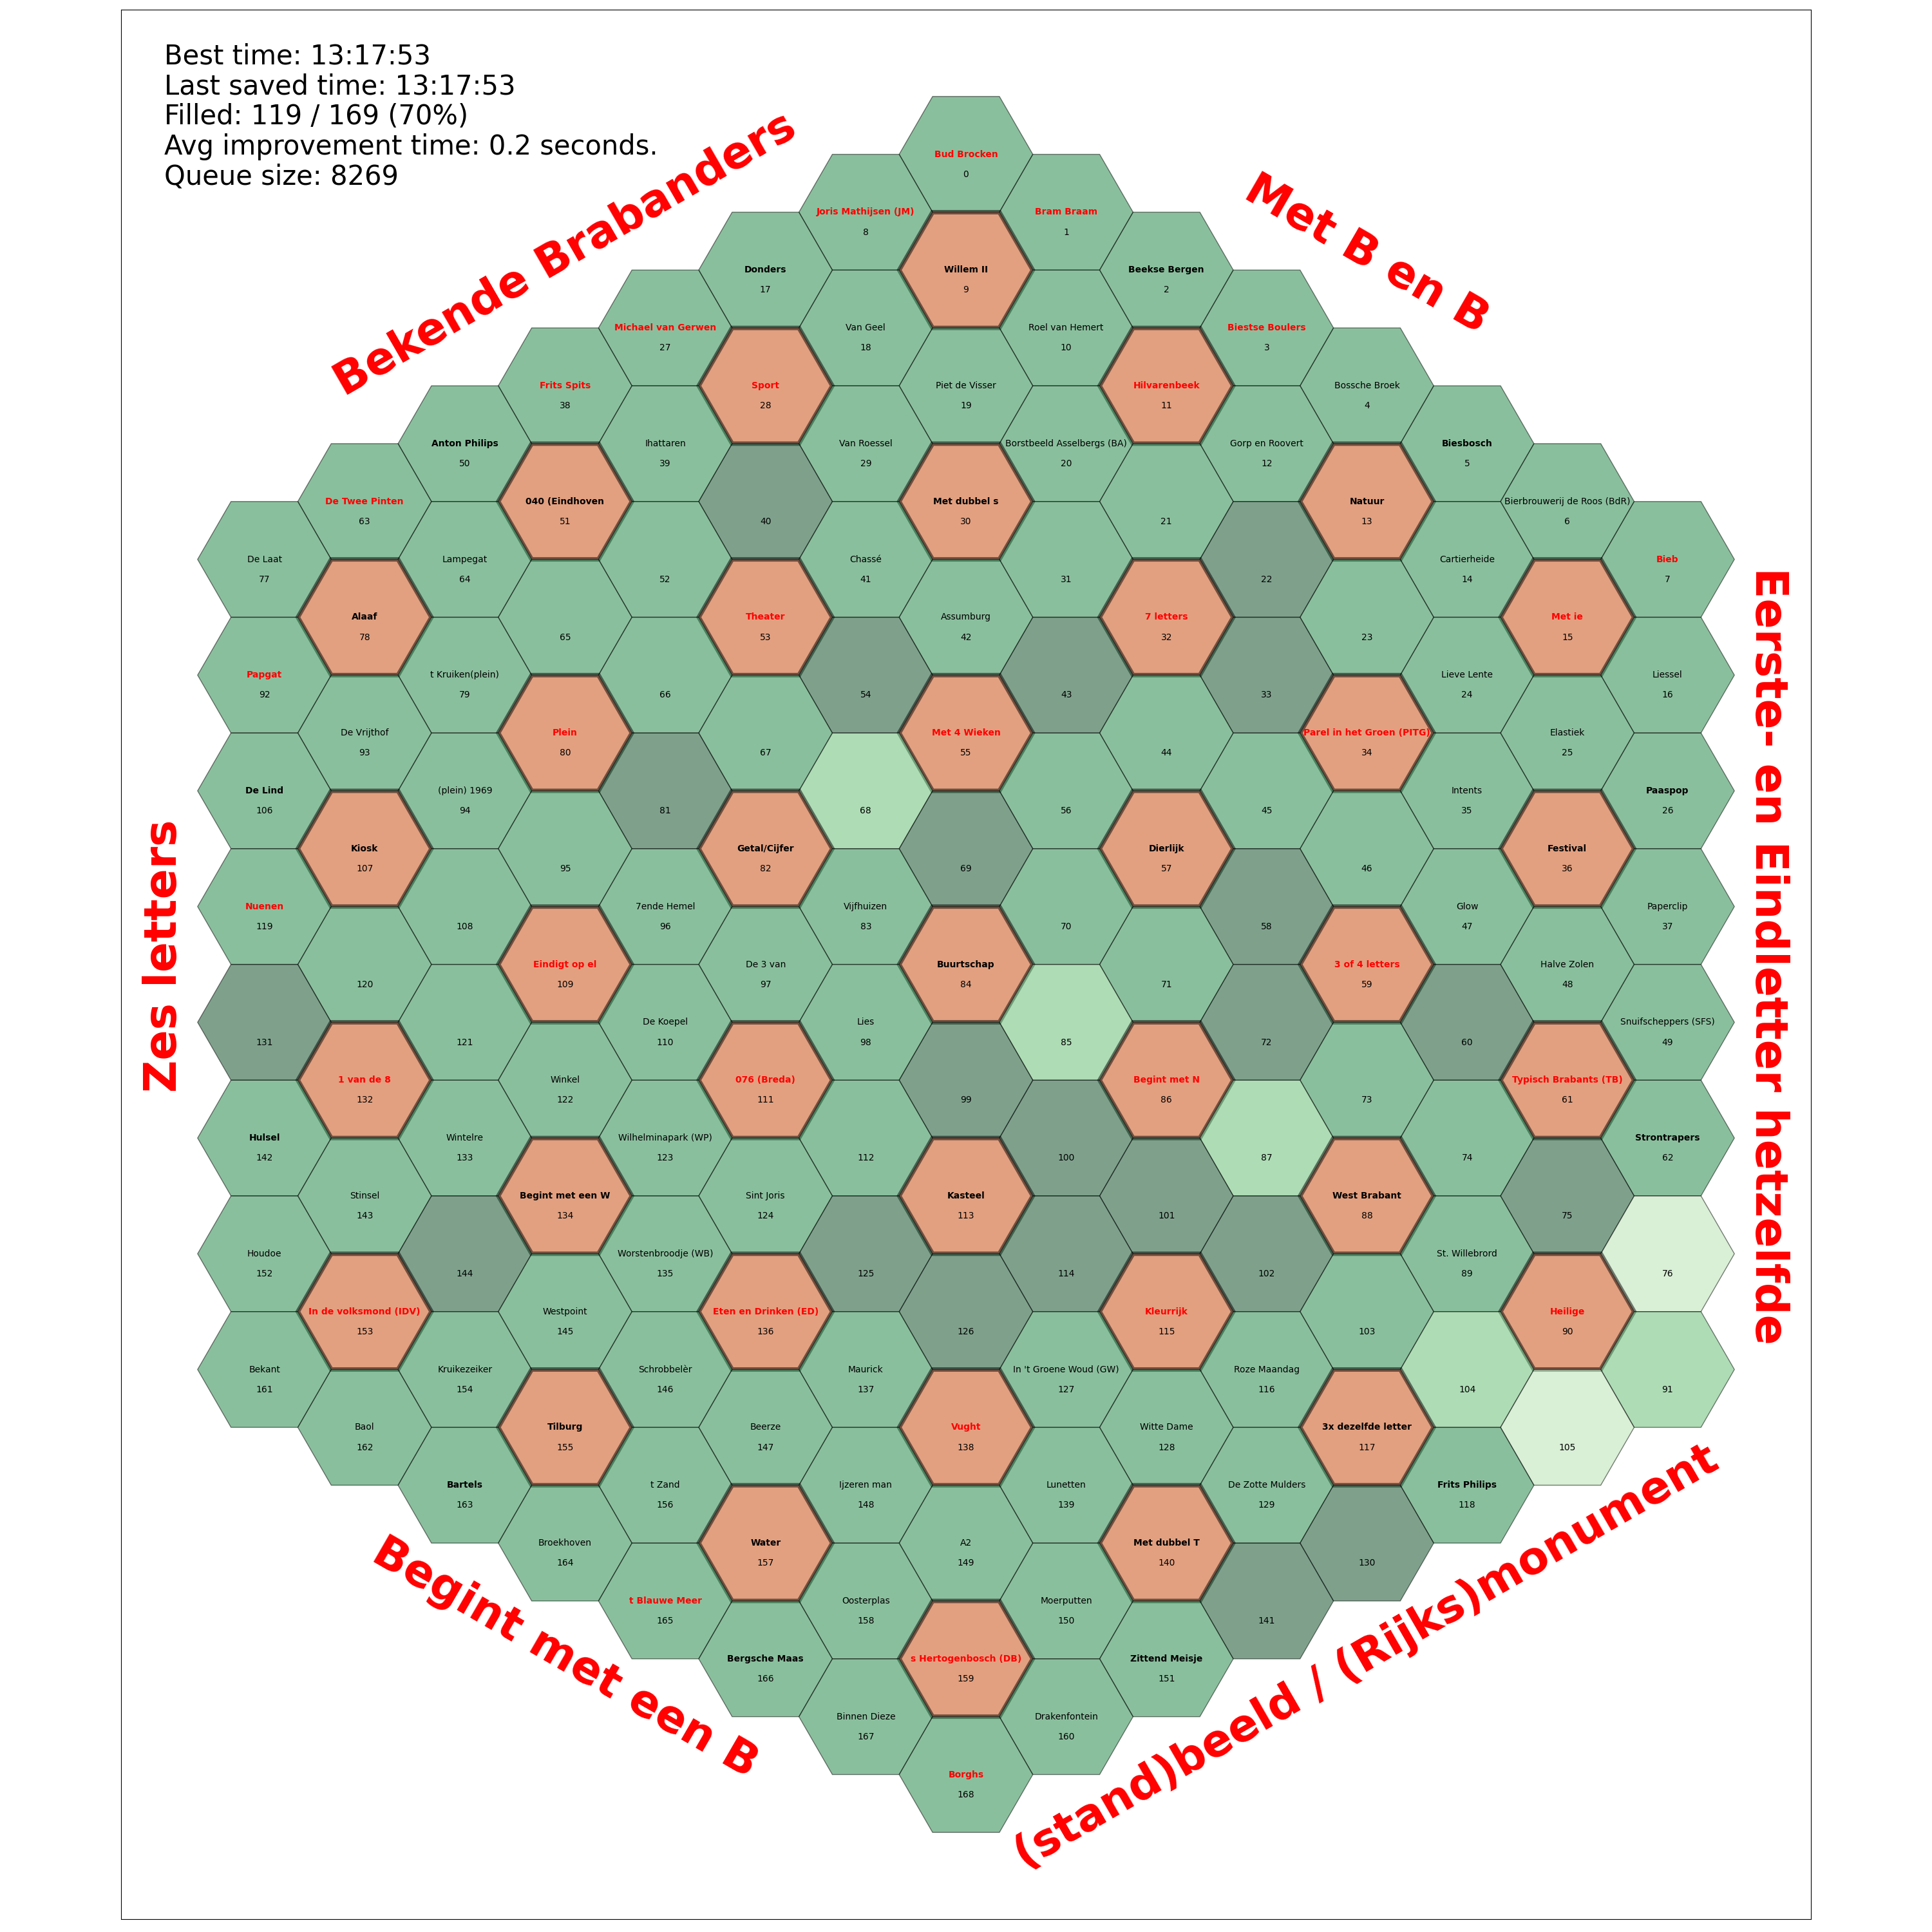 Best time: 13:17:53
Last saved time: 13:17:53
Filled: 119 / 169 (70%)
Avg improvement time: 0.2 seconds.
Queue size: 8269
Bekende Brabanders
Met B en B
Eerste- en Eindletter hetzelfde
(stand)beeld / (Rijks)monument
Begint met een B
Zes letters
Bud Brocken
0
Bram Braam
1
Beekse Bergen
2
Biestse Boulers
3
Bossche Broek
4
Biesbosch
5
Bierbrouwerij de Roos (BdR)
6
Bieb
7
Joris Mathijsen (JM)
8
Willem II
9
Roel van Hemert
10
Hilvarenbeek
11
Gorp en Roovert
12
Natuur
13
Cartierheide
14
Met ie
15
Liessel
16
Donders
17
Van Geel
18
Piet de Visser
19
Borstbeeld Asselbergs (BA)
20
21
22
23
Lieve Lente
24
Elastiek
25
Paaspop
26
Michael van Gerwen
27
Sport
28
Van Roessel
29
Met dubbel s
30
31
7 letters
32
33
Parel in het Groen (PITG)
34
Intents
35
Festival
36
Paperclip
37
Frits Spits
38
Ihattaren
39
40
Chassé
41
Assumburg
42
43
44
45
46
Glow
47
Halve Zolen
48
Snuifscheppers (SFS)
49
Anton Philips
50
040 (Eindhoven
51
52
Theater
53
54
Met 4 Wieken
55
56
Dierlijk
57
58
3 of 4 letters
59
60
Typisch Brabants (TB)
61
Strontrapers
62
De Twee Pinten
63
Lampegat
64
65
66
67
68
69
70
71
72
73
74
75
76
De Laat
77
Alaaf
78
t Kruiken(plein)
79
Plein
80
81
Getal/Cijfer
82
Vijfhuizen
83
Buurtschap
84
85
Begint met N
86
87
West Brabant
88
St. Willebrord
89
Heilige
90
91
Papgat
92
De Vrijthof
93
(plein) 1969
94
95
7ende Hemel
96
De 3 van
97
Lies
98
99
100
101
102
103
104
105
De Lind
106
Kiosk
107
108
Eindigt op el
109
De Koepel
110
076 (Breda)
111
112
Kasteel
113
114
Kleurrijk
115
Roze Maandag
116
3x dezelfde letter
117
Frits Philips
118
Nuenen
119
120
121
Winkel
122
Wilhelminapark (WP)
123
Sint Joris
124
125
126
In 't Groene Woud (GW)
127
Witte Dame
128
De Zotte Mulders
129
130
131
1 van de 8
132
Wintelre
133
Begint met een W
134
Worstenbroodje (WB)
135
Eten en Drinken (ED)
136
Maurick
137
Vught
138
Lunetten
139
Met dubbel T
140
141
Hulsel
142
Stinsel
143
144
Westpoint
145
Schrobbelèr
146
Beerze
147
Ijzeren man
148
A2
149
Moerputten
150
Zittend Meisje
151
Houdoe
152
In de volksmond (IDV)
153
Kruikezeiker
154
Tilburg
155
t Zand
156
Water
157
Oosterplas
158
s Hertogenbosch (DB)
159
Drakenfontein
160
Bekant
161
Baol
162
Bartels
163
Broekhoven
164
t Blauwe Meer
165
Bergsche Maas
166
Binnen Dieze
167
Borghs
168